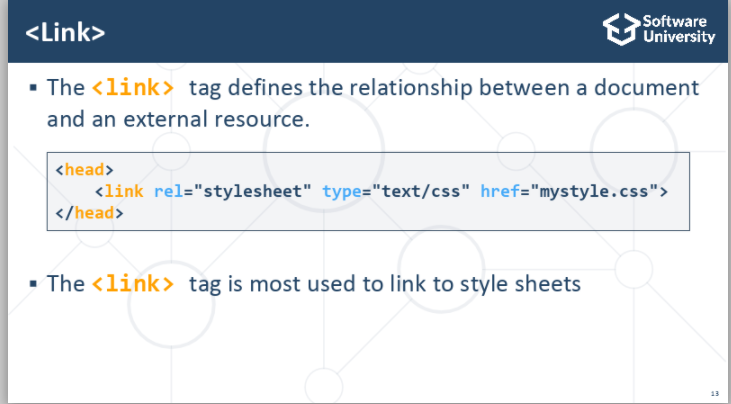 <Link>
Software
University
▪ The <link> tag defines the relationship between a document
and an external resource.
<head>
    <link rel="stylesheet" type="text/css" href="mystyle.css">
</head>
▪ The <link> tag is most used to link to style sheets
13